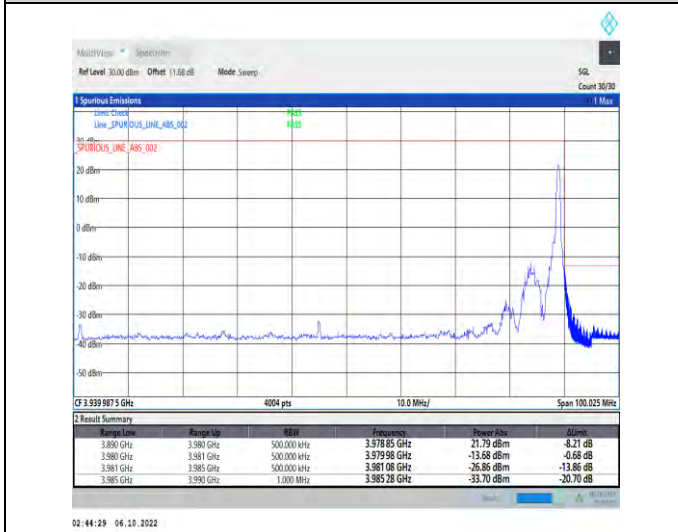 MultiView Spectrum
Ref Level 30.00 dBm Offset 11.68 dB Mode Sweep SGL
Count 30/30
1 Spurious Emissions 1 Max
Limit Check PASS
Line _SPURIOUS_LINE_ABS_002 PASS
30 dBm
_SPURIOUS_LINE_ABS_002
20 dBm
10 dBm
0 dBm
-10 dBm
-20 dBm
-30 dBm
-40 dBm
-50 dBm
CF 3.939 987 5 GHz 4004 pts 10.0 MHz/ Span 100.025 MHz
2 Result Summary
Range Low Range Up RBW Frequency Power Abs ΔLimit
3.890 GHz 3.980 GHz 500.000 kHz 3.978 85 GHz 21.79 dBm -8.21 dB
3.980 GHz 3.981 GHz 500.000 kHz 3.979 98 GHz -13.68 dBm -0.68 dB
3.981 GHz 3.985 GHz 500.000 kHz 3.981 08 GHz -26.86 dBm -13.86 dB
3.985 GHz 3.990 GHz 1.000 MHz 3.985 28 GHz -33.70 dBm -20.70 dB
02:44:29 06.10.2022